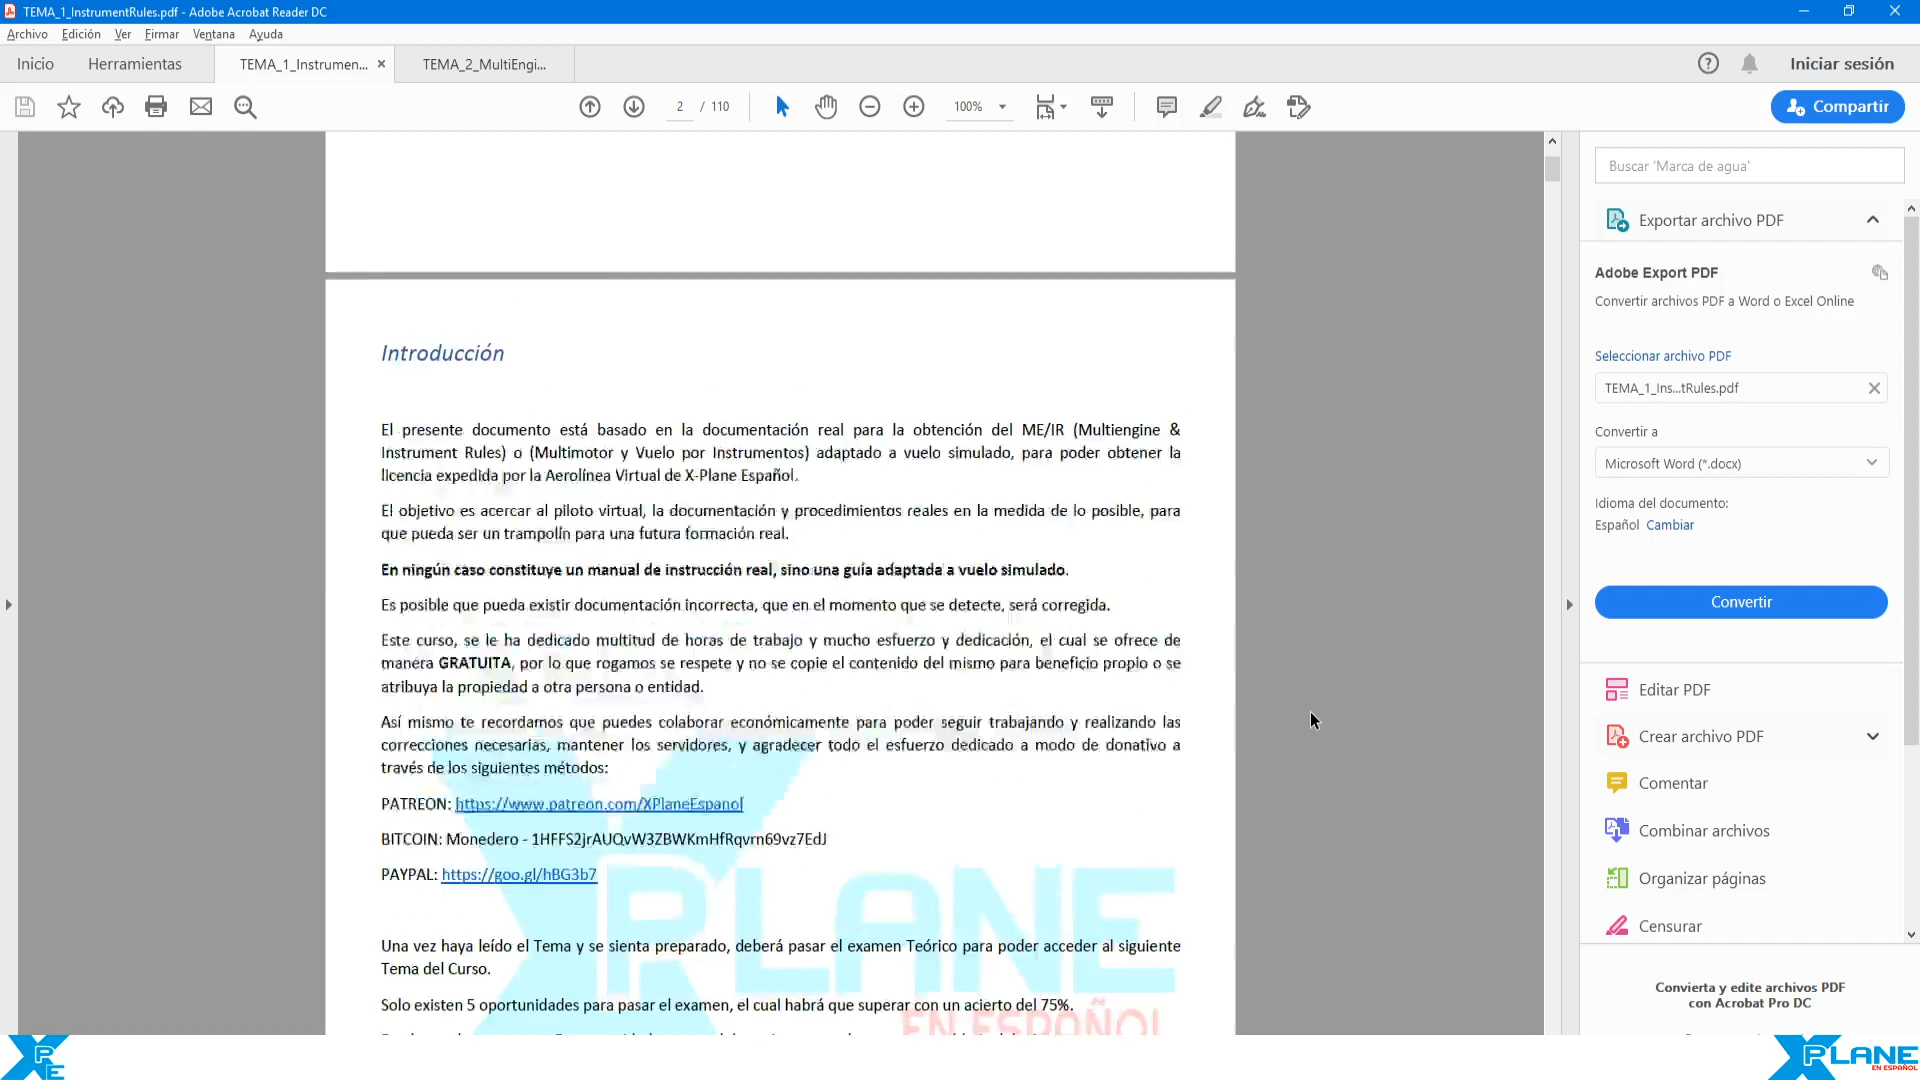 TEMA_1_InstrumentRules.pdf - Adobe Acrobat Reader DC
Archivo Edición Ver Firmar Ventana Ayuda
Inicio Herramientas TEMA_1_Instrumen... × TEMA_2_MultiEngi... Iniciar sesión
2 / 110 100% Compartir
Buscar 'Marca de agua'
Exportar archivo PDF
Adobe Export PDF
Convertir archivos PDF a Word o Excel Online
Seleccionar archivo PDF
TEMA_1_Ins...tRules.pdf
Convertir a
Microsoft Word (*.docx)
Idioma del documento:
Español Cambiar
Convertir
Editar PDF
Crear archivo PDF
Comentar
Combinar archivos
Organizar páginas
Censurar
Convierta y edite archivos PDF
con Acrobat Pro DC
Introducción
El presente documento está basado en la documentación real para la obtención del ME/IR (Multiengine &
Instrument Rules) o (Multimotor y Vuelo por Instrumentos) adaptado a vuelo simulado, para poder obtener la
licencia expedida por la Aerolínea Virtual de X-Plane Español.
El objetivo es acercar al piloto virtual, la documentación y procedimientos reales en la medida de lo posible, para
que pueda ser un trampolín para una futura formación real.
En ningún caso constituye un manual de instrucción real, sino una guía adaptada a vuelo simulado.
Es posible que pueda existir documentación incorrecta, que en el momento que se detecte, será corregida.
Este curso, se le ha dedicado multitud de horas de trabajo y mucho esfuerzo y dedicación, el cual se ofrece de
manera GRATUITA, por lo que rogamos se respete y no se copie el contenido del mismo para beneficio propio o se
atribuya la propiedad a otra persona o entidad.
Así mismo te recordamos que puedes colaborar económicamente para poder seguir trabajando y realizando las
correcciones necesarias, mantener los servidores, y agradecer todo el esfuerzo dedicado a modo de donativo a
través de los siguientes métodos:
PATREON: https://www.patreon.com/XPlaneEspanol
BITCOIN: Monedero - 1HFFS2jrAUQvW3ZBWKmHfRqvrn69vz7EdJ
PAYPAL: https://goo.gl/hBG3b7
Una vez haya leído el Tema y se sienta preparado, deberá pasar el examen Teórico para poder acceder al siguiente
Tema del Curso.
Solo existen 5 oportunidades para pasar el examen, el cual habrá que superar con un acierto del 75%.
XPLANE
EN ESPAÑOL
XPE
XPLANE
EN ESPAÑOL